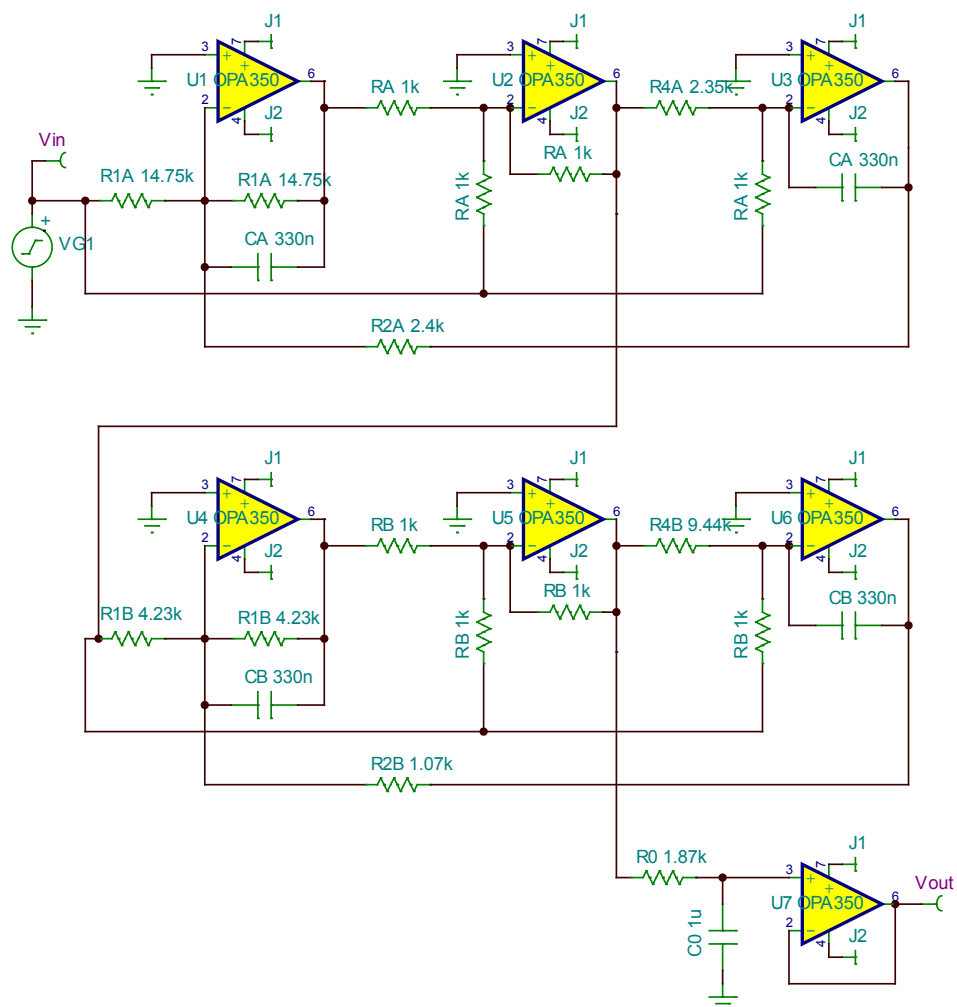 J1
J1
J1
3
7
6
3
7
6
3
7
6
U1 OPA350
RA 1k
U2 OPA350
R4A 2.35k
U3 OPA350
2
4
J2
2
4
J2
2
4
J2
Vin
RA 1k
CA 330n
R1A 14.75k
R1A 14.75k
RA 1k
RA 1k
VG1
CA 330n
R2A 2.4k
J1
J1
J1
3
7
6
3
7
6
3
7
6
U4 OPA350
RB 1k
U5 OPA350
R4B 9.44k
U6 OPA350
2
4
J2
2
4
J2
2
4
J2
RB 1k
CB 330n
R1B 4.23k
R1B 4.23k
RB 1k
RB 1k
CB 330n
R2B 1.07k
J1
R0 1.87k
3
7
6
Vout
U7 OPA350
2
4
J2
C0 1u